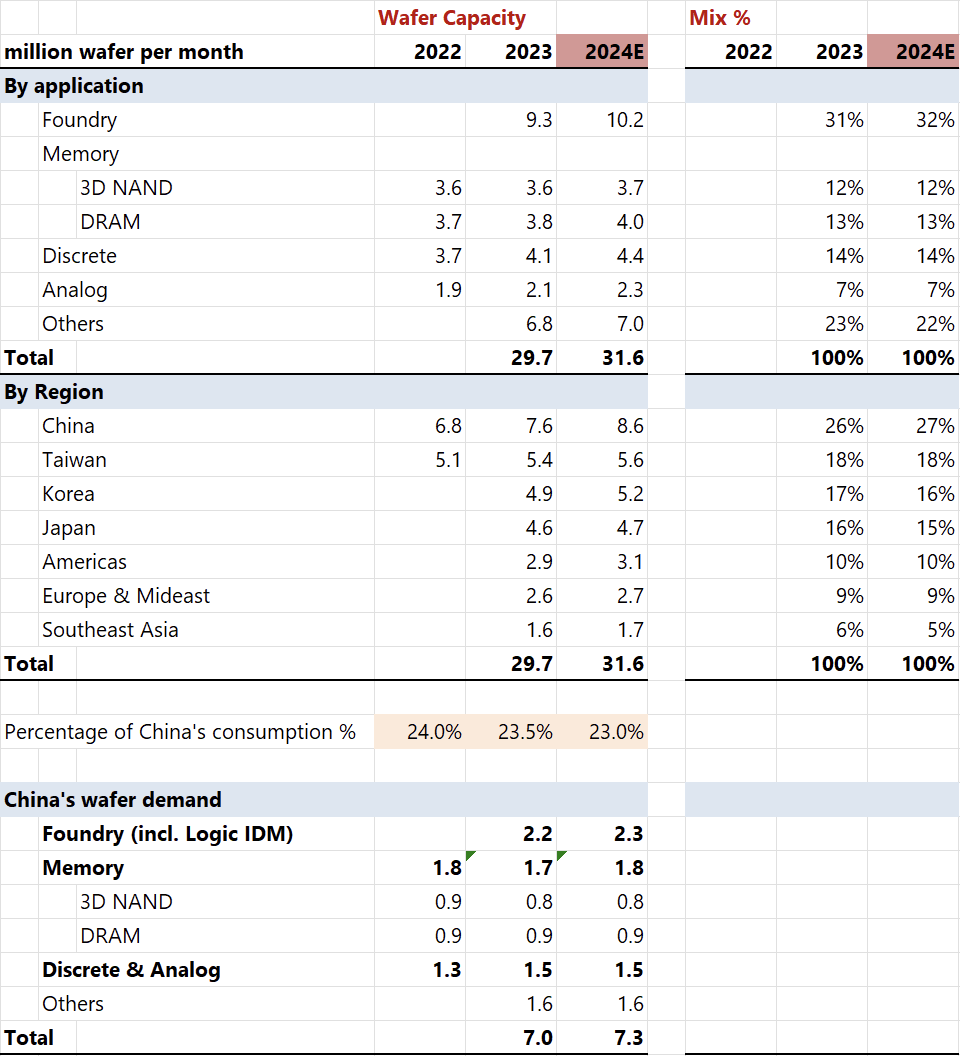 Wafer Capacity Mix %
million wafer per month 2022 2023 2024E 2022 2023 2024E
By application
Foundry 9.3 10.2 31% 32%
Memory
3D NAND 3.6 3.6 3.7 12% 12%
DRAM 3.7 3.8 4.0 13% 13%
Discrete 3.7 4.1 4.4 14% 14%
Analog 1.9 2.1 2.3 7% 7%
Others 6.8 7.0 23% 22%
Total 29.7 31.6 100% 100%
By Region
China 6.8 7.6 8.6 26% 27%
Taiwan 5.1 5.4 5.6 18% 18%
Korea 4.9 5.2 17% 16%
Japan 4.6 4.7 16% 15%
Americas 2.9 3.1 10% 10%
Europe & Mideast 2.6 2.7 9% 9%
Southeast Asia 1.6 1.7 6% 5%
Total 29.7 31.6 100% 100%
Percentage of China's consumption % 24.0% 23.5% 23.0%
China's wafer demand
Foundry (incl. Logic IDM) 2.2 2.3
Memory 1.8 1.7 1.8
3D NAND 0.9 0.8 0.8
DRAM 0.9 0.9 0.9
Discrete & Analog 1.3 1.5 1.5
Others 1.6 1.6
Total 7.0 7.3